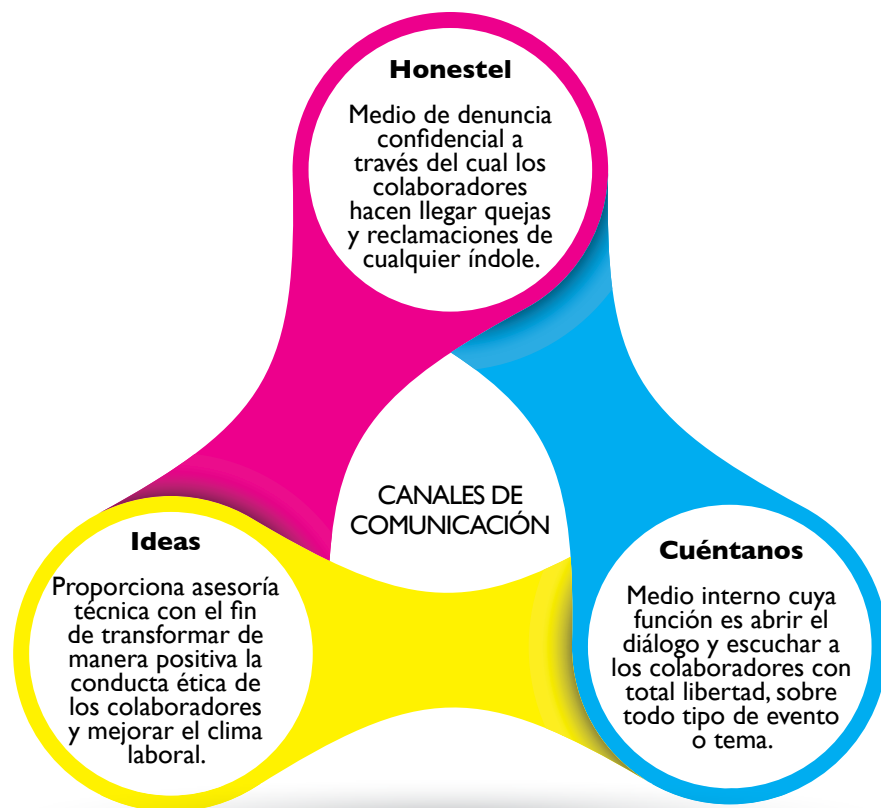 Honestel
Medio de denuncia
confidencial a
través del cual los
colaboradores
hacen llegar quejas
y reclamaciones de
cualquier índole.
CANALES DE
COMUNICACIÓN
Ideas
Proporciona asesoría
técnica con el fin
de transformar de
manera positiva la
conducta ética de
los colaboradores
y mejorar el clima
laboral.
Cuéntanos
Medio interno cuya
función es abrir el
diálogo y escuchar a
los colaboradores con
total libertad, sobre
todo tipo de evento
o tema.